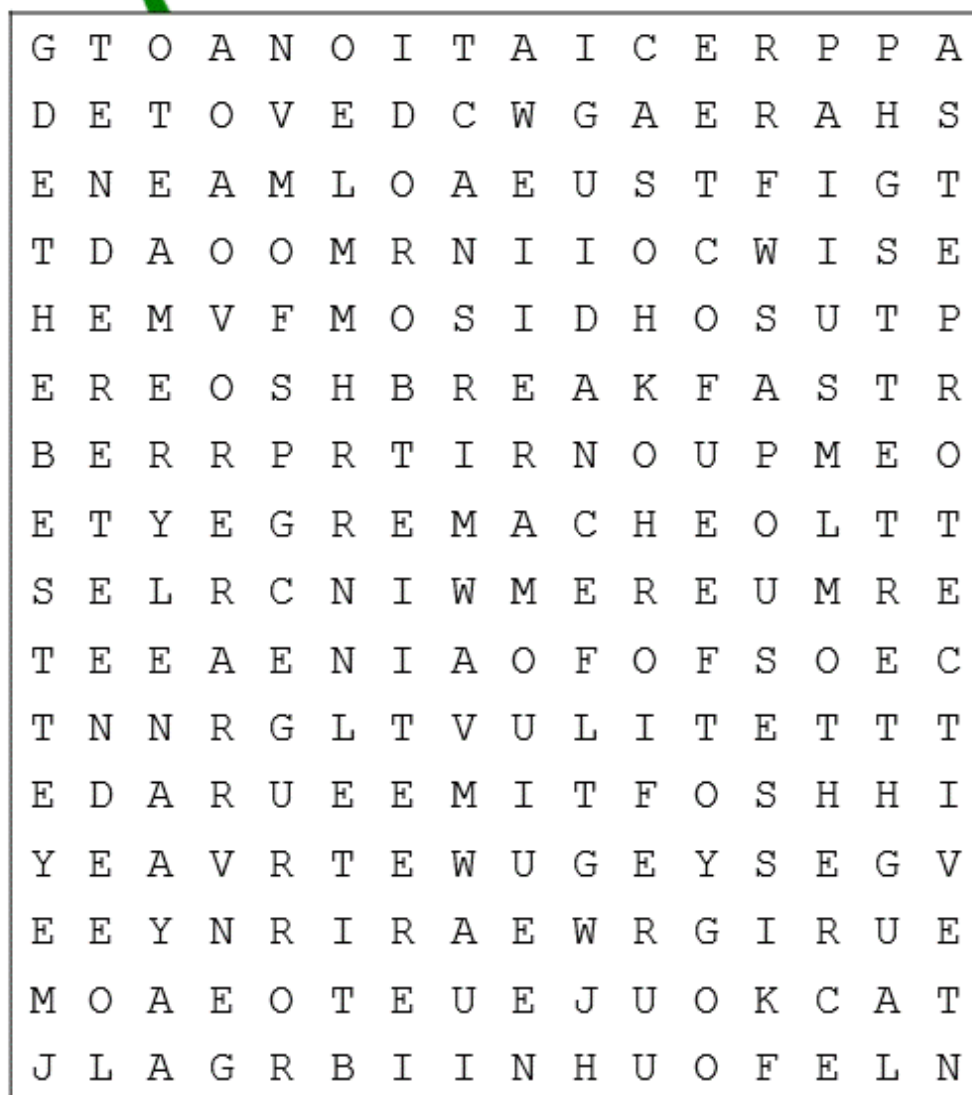 G T O A N O I T A I C E R P P A
D E T O V E D C W G A E R A H S
E N E A M L O A E U S T F I G T
T D A O O M R N I I O C W I S E
H E M V F M O S I D H O S U T P
E R E O S H B R E A K F A S T R
B E R R P R T I R N O U P M E O
E T Y E G R E M A C H E O L T T
S E L R C N I W M E R E U M R E
T E E A E N I A O F O F S O E C
T N N R G L T V U L I T E T T T
E D A R U E E M I T F O S H H I
Y E A V R T E W U G E Y S E G V
E E Y N R I R A E W R G I R U E
M O A E O T E U E J U O K C A T
J L A G R B I I N H U O F E L N